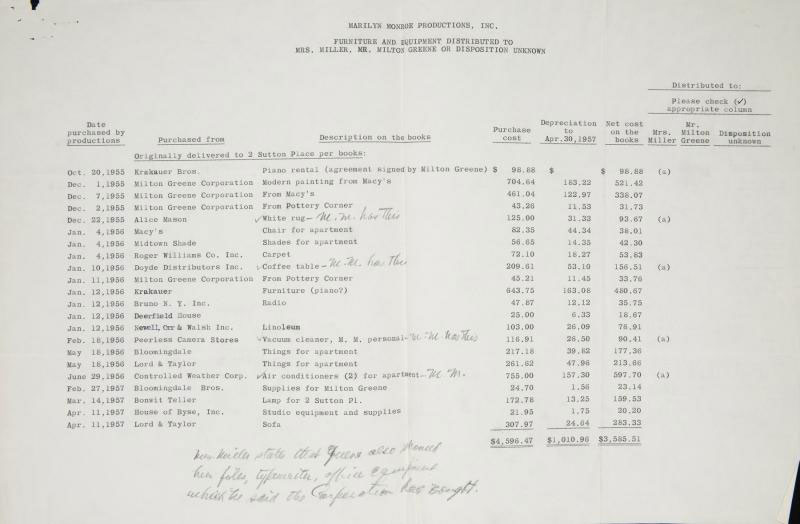 MARILYN MONROE PRODUCTIONS, INC.
FURNITURE AND EQUIPMENT DISTRIBUTED TO
MRS. MILLER, MR. MILTON GREENE OR DISPOSITION UNKNOWN
Distributed to:
Please check (✓)
appropriate column
Date purchased by productions Purchased from Description on the books Purchase cost Depreciation to Apr.30,1957 Net cost on the books Mrs. Miller Mr. Milton Greene Disposition unknown
Originally delivered to 2 Sutton Place per books:
Oct. 20,1955 Krakauer Bros. Piano rental (agreement signed by Milton Greene) $ 98.88 $ $ 98.88 (a)
Dec. 1,1955 Milton Greene Corporation Modern painting from Macy's 704.64 183.22 521.42
Dec. 7,1955 Milton Greene Corporation From Macy's 461.04 122.97 338.07
Dec. 2,1955 Milton Greene Corporation From Pottery Corner 43.26 11.53 31.73
Dec. 22,1955 Alice Mason ✓White rug - M.M. has this 125.00 31.33 93.67 (a)
Jan. 4,1956 Macy's Chair for apartment 82.35 44.34 38.01
Jan. 4,1956 Midtown Shade Shades for apartment 56.65 14.35 42.30
Jan. 4,1956 Roger Williams Co. Inc. Carpet 72.10 18.27 53.83
Jan. 10,1956 Doyde Distributors Inc. ✓Coffee table - M.M. has this 209.61 53.10 156.51 (a)
Jan. 11,1956 Milton Greene Corporation From Pottery Corner 45.21 11.45 33.76
Jan. 12,1956 Krakauer Furniture (piano?) 643.75 163.08 480.67
Jan. 12,1956 Bruno N. Y. Inc. Radio 47.87 12.12 35.75
Jan. 12,1956 Deerfield House 25.00 6.33 18.67
Jan. 12,1956 Newell, Orr & Walsh Inc. Linoleum 103.00 26.09 76.91
Feb. 18,1956 Peerless Camera Stores ✓Vacuum cleaner, M. M. personal - M.M. has this 116.91 26.50 90.41 (a)
May 18,1956 Bloomingdale Things for apartment 217.18 39.82 177.36
May 18,1956 Lord & Taylor Things for apartment 261.62 47.96 213.66
June 29,1956 Controlled Weather Corp. ✓Air conditioners (2) for apartment - M.M. 755.00 157.30 597.70 (a)
Feb. 27,1957 Bloomingdale Bros. Supplies for Milton Greene 24.70 1.56 23.14
Mar. 14,1957 Bonwit Teller Lamp for 2 Sutton Pl. 172.78 13.25 159.53
Apr. 11,1957 House of Byse, Inc. Studio equipment and supplies 21.95 1.75 20.20
Apr. 11,1957 Lord & Taylor Sofa 307.97 24.64 283.33
$4,596.47 $1,010.96 $3,585.51
states that Greene also
files, typewriter, office equipment
which he said the Corporation had bought.